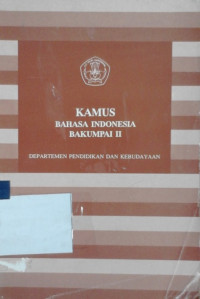 KAMUS
BAHASA INDONESIA
BAKUMPAI II
DEPARTEMEN PENDIDIKAN DAN KEBUDAYAAN